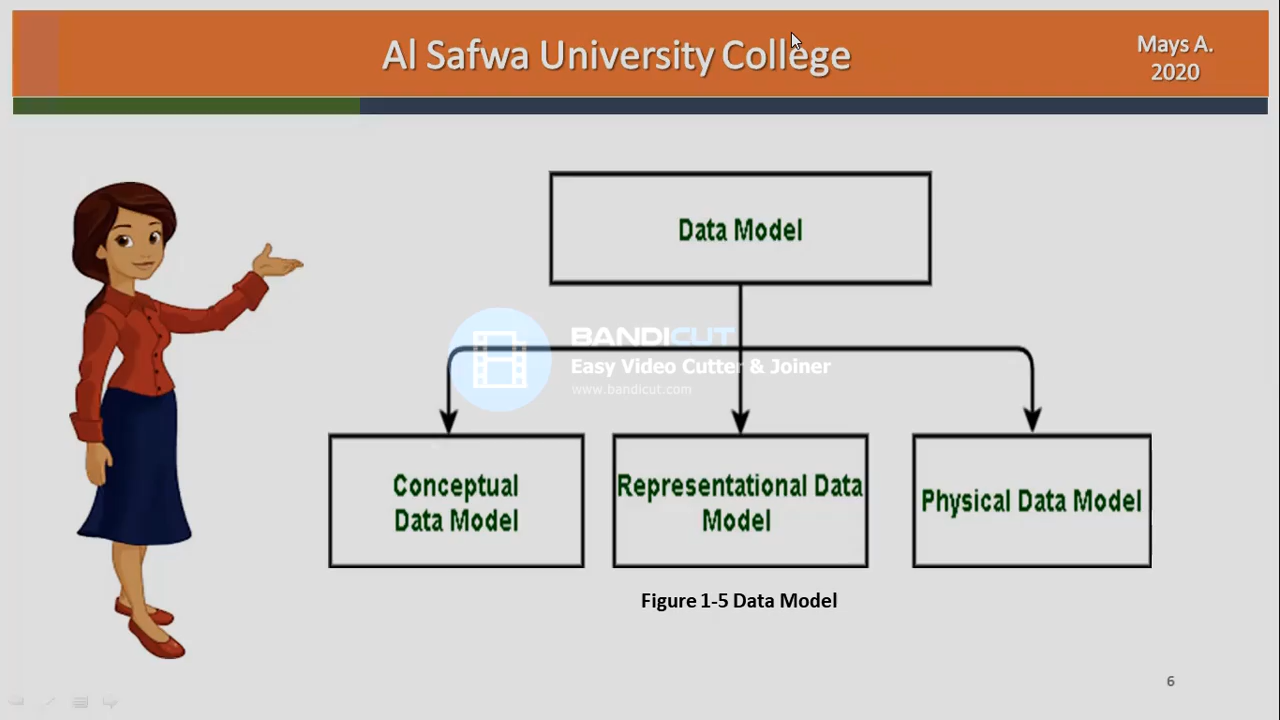 Al Safwa University College
Mays A.
2020
Data Model
BANDICUT
Easy Video Cutter & Joiner
www.bandicut.com
Conceptual
Data Model
Representational Data
Model
Physical Data Model
Figure 1-5 Data Model
6